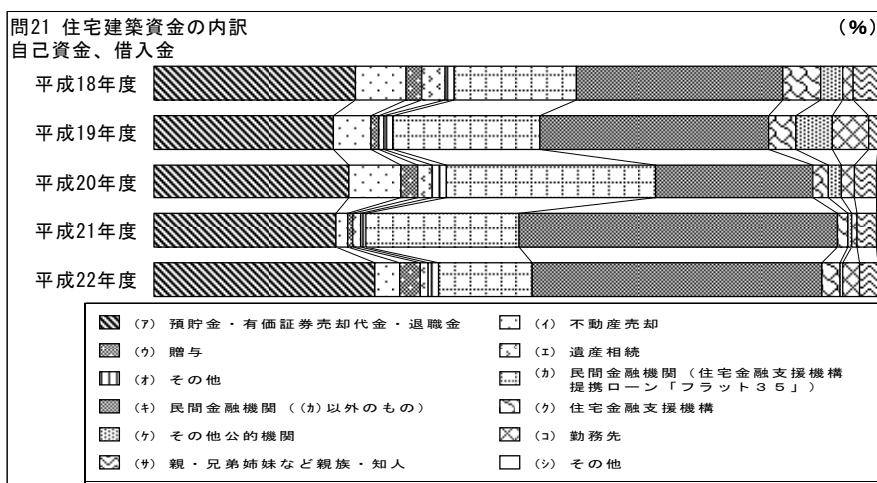 問21 住宅建築資金の内訳 (%)
自己資金、借入金
平成18年度
平成19年度
平成20年度
平成21年度
平成22年度
(ア) 預貯金・有価証券売却代金・退職金
(イ) 不動産売却
(ウ) 贈与
(エ) 遺産相続
(オ) その他
(カ) 民間金融機関(住宅金融支援機構
提携ローン「フラット35」)
(キ) 民間金融機関((カ)以外のもの)
(ク) 住宅金融支援機構
(ケ) その他公的機関
(コ) 勤務先
(サ) 親・兄弟姉妹など親族・知人
(シ) その他